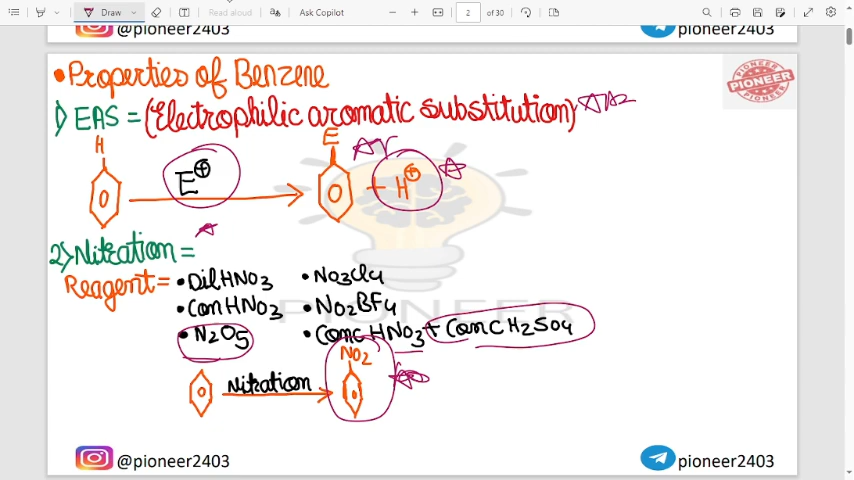 Draw
Read aloud
Ask Copilot
2
of 30
@pioneer2403
pioneer2403
• Properties of Benzene
PIONEER
1) EAS = (Electrophilic aromatic substitution)
H
E
E⊕
+ H⊕
2) Nitration =
Reagent = • Dil HNO3 • NO3Cl4
• Con HNO3 • NO2BF4
PIONEER
• N2O5 • Conc HNO3 + Conc H2SO4
NO2
Nitration
@pioneer2403
pioneer2403